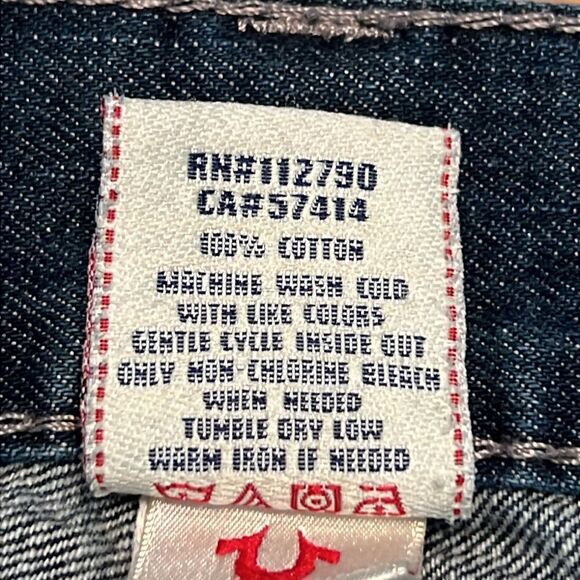 RN#112790
CA#57414
100% COTTON
MACHINE WASH COLD
WITH LIKE COLORS
GENTLE CYCLE INSIDE OUT
ONLY NON-CHLORINE BLEACH
WHEN NEEDED
TUMBLE DRY LOW
WARM IRON IF NEEDED